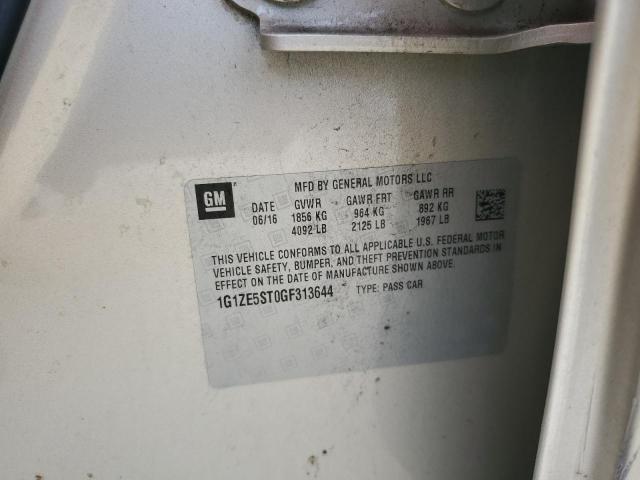 GM
MFD BY GENERAL MOTORS LLC
DATE GVWR GAWR FRT GAWR RR
06/16 1856 KG 964 KG 892 KG
4092 LB 2125 LB 1967 LB
THIS VEHICLE CONFORMS TO ALL APPLICABLE U.S. FEDERAL MOTOR
VEHICLE SAFETY, BUMPER, AND THEFT PREVENTION STANDARDS IN
EFFECT ON THE DATE OF MANUFACTURE SHOWN ABOVE.
1G1ZE5ST0GF313644 TYPE: PASS CAR